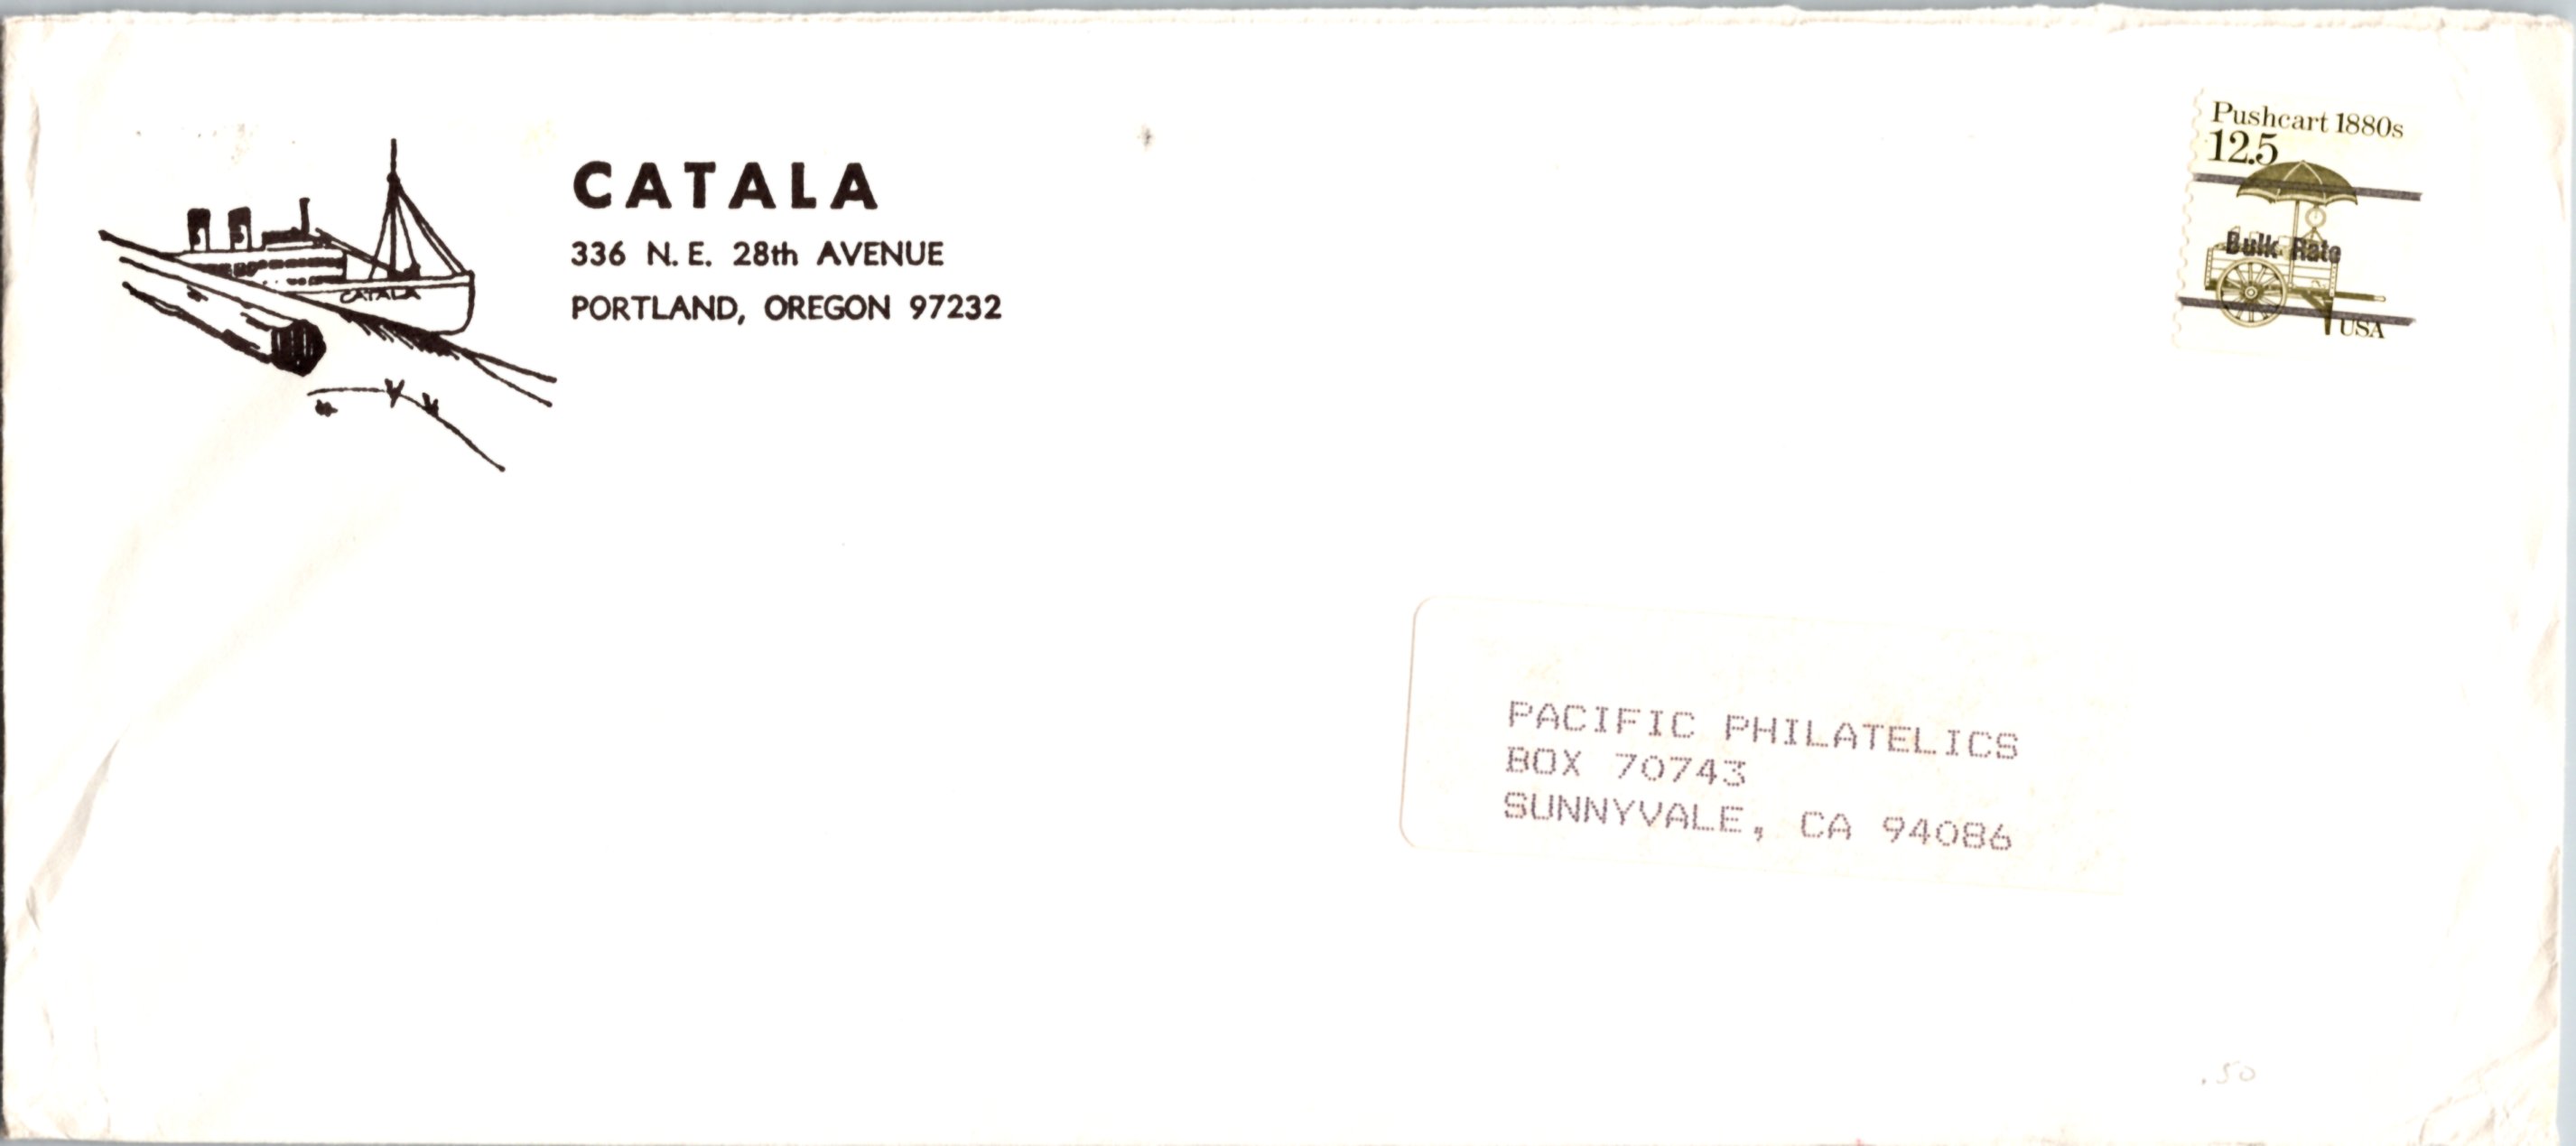 CATALA
336 N. E. 28th AVENUE
PORTLAND, OREGON 97232
CATALA
Pushcart 1880s
12.5
Bulk Rate
USA
PACIFIC PHILATELICS
BOX 70743
SUNNYVALE, CA 94086
.50